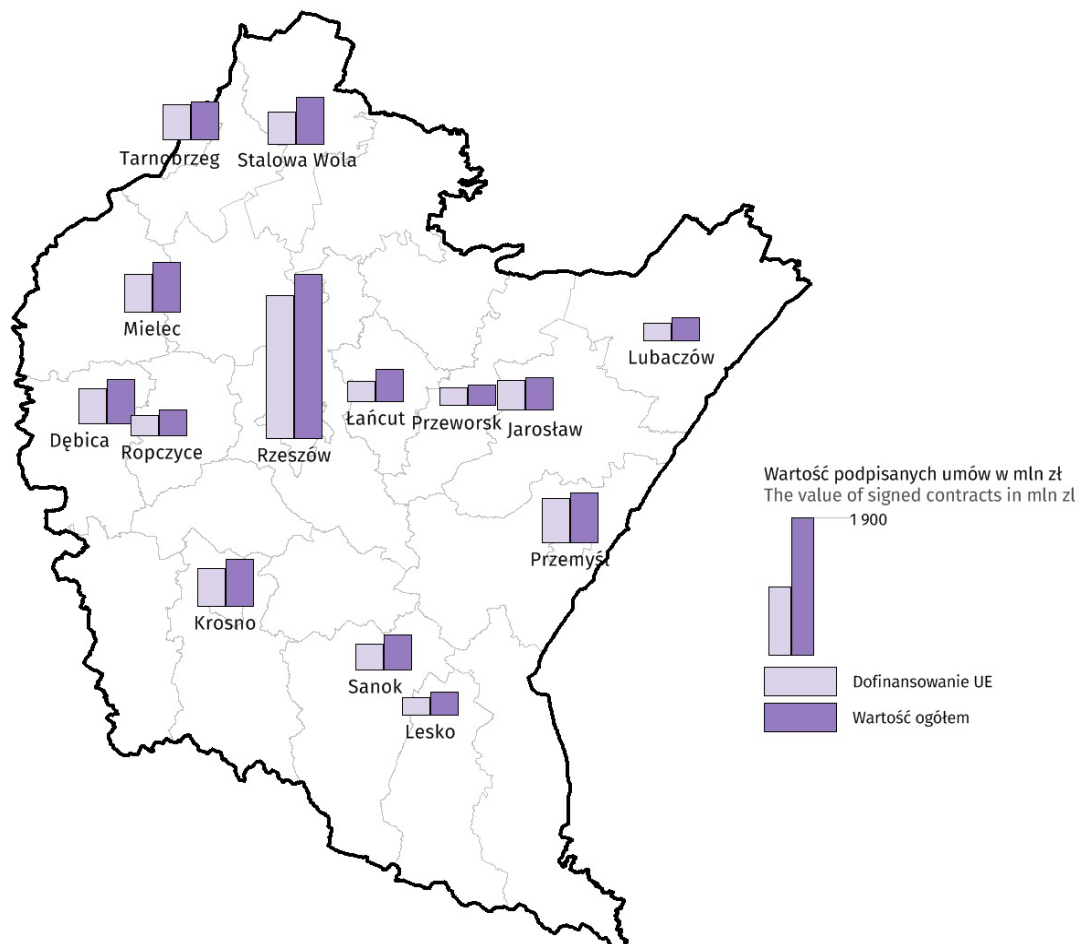 Tarnobrzeg
Stalowa Wola
Mielec
Lubaczów
Łańcut
Przeworsk
Jarosław
Dębica
Ropczyce
Rzeszów
Wartość podpisanych umów w mln zł
The value of signed contracts in mln zl
1 900
Przemyśl
Krosno
Dofinansowanie UE
Sanok
Wartość ogółem
Lesko